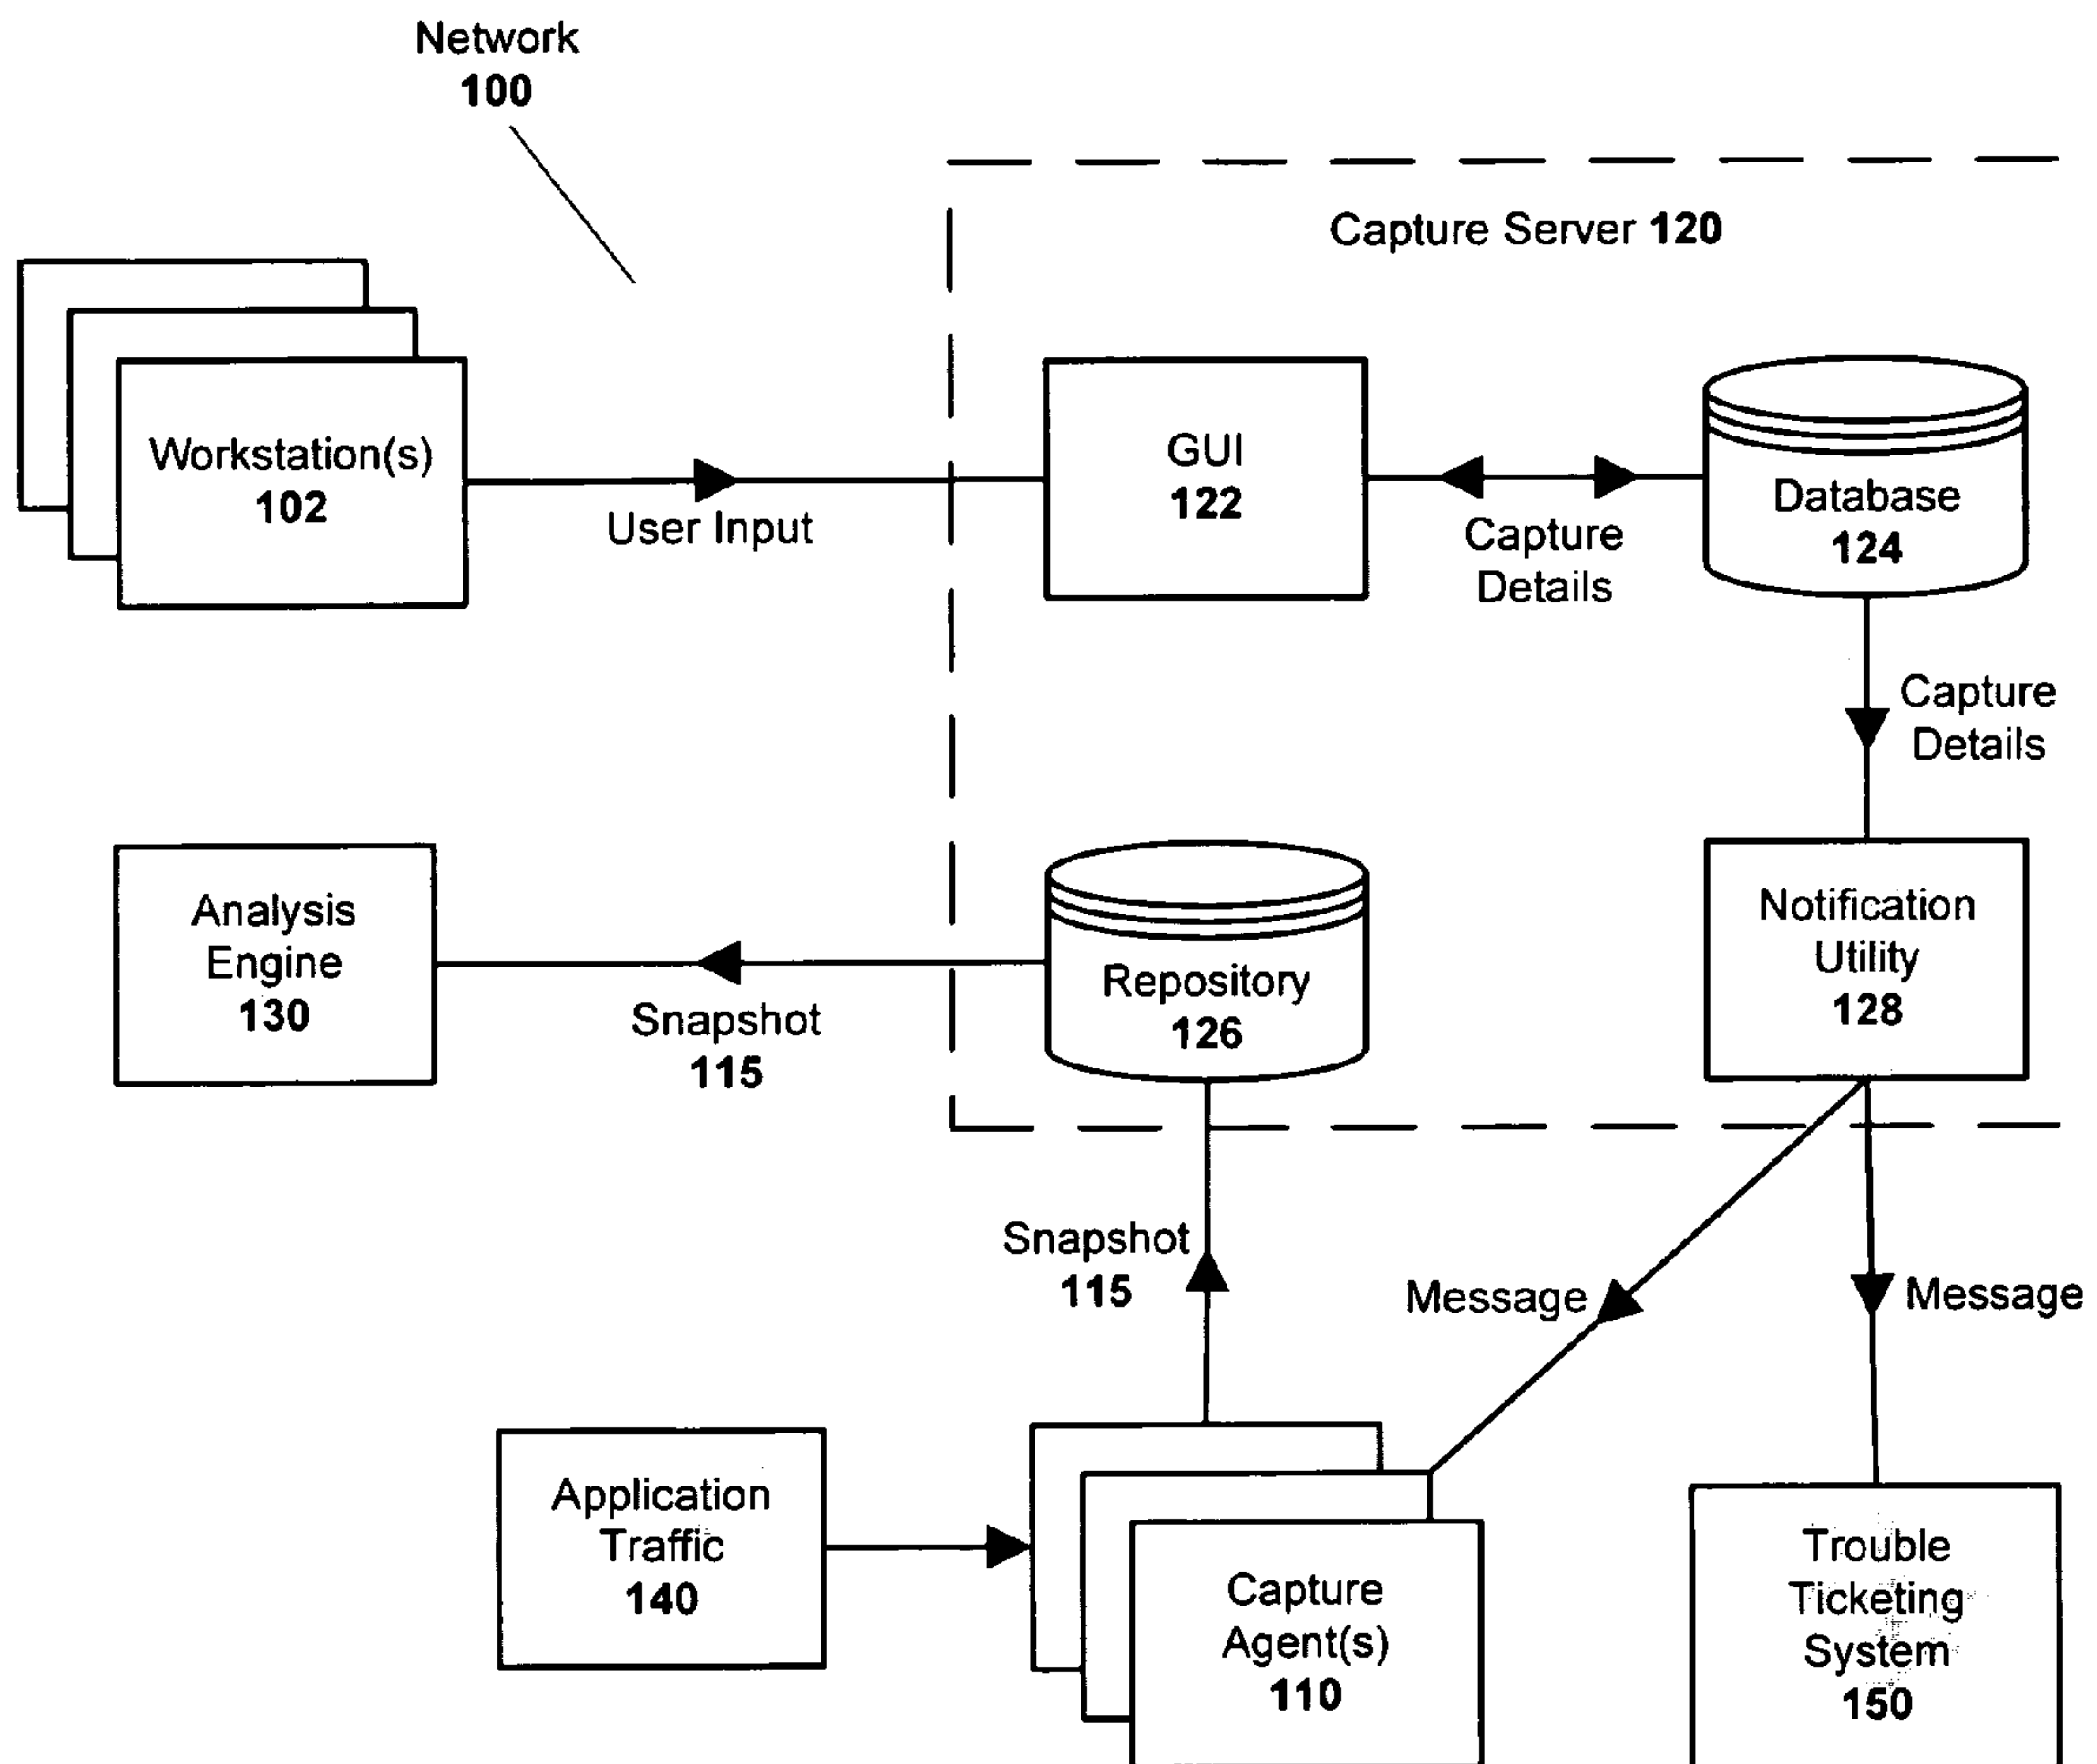 Network
100
Capture Server 120
Workstation(s)
102
User Input
GUI
122
Capture
Details
Database
124
Capture
Details
Analysis
Engine
130
Snapshot
115
Repository
126
Notification
Utility
128
Snapshot
115
Message
Message
Application
Traffic
140
Capture
Agent(s)
110
Trouble
Ticketing
System
150